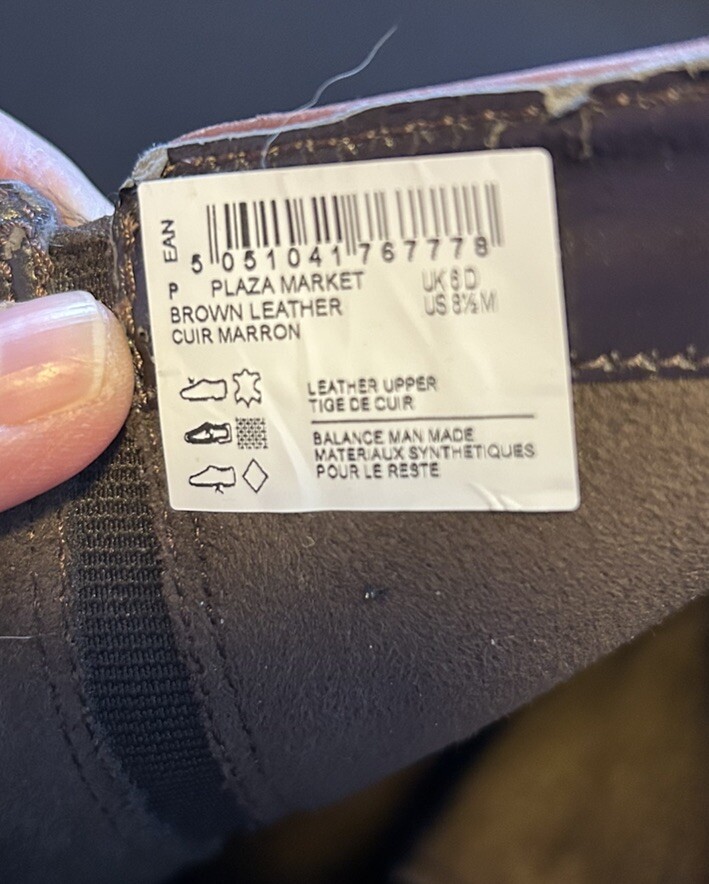 EAN
5 051041 767778
P PLAZA MARKET UK 6 D
BROWN LEATHER US 8½ M
CUIR MARRON
LEATHER UPPER
TIGE DE CUIR
BALANCE MAN MADE
MATERIAUX SYNTHETIQUES
POUR LE RESTE